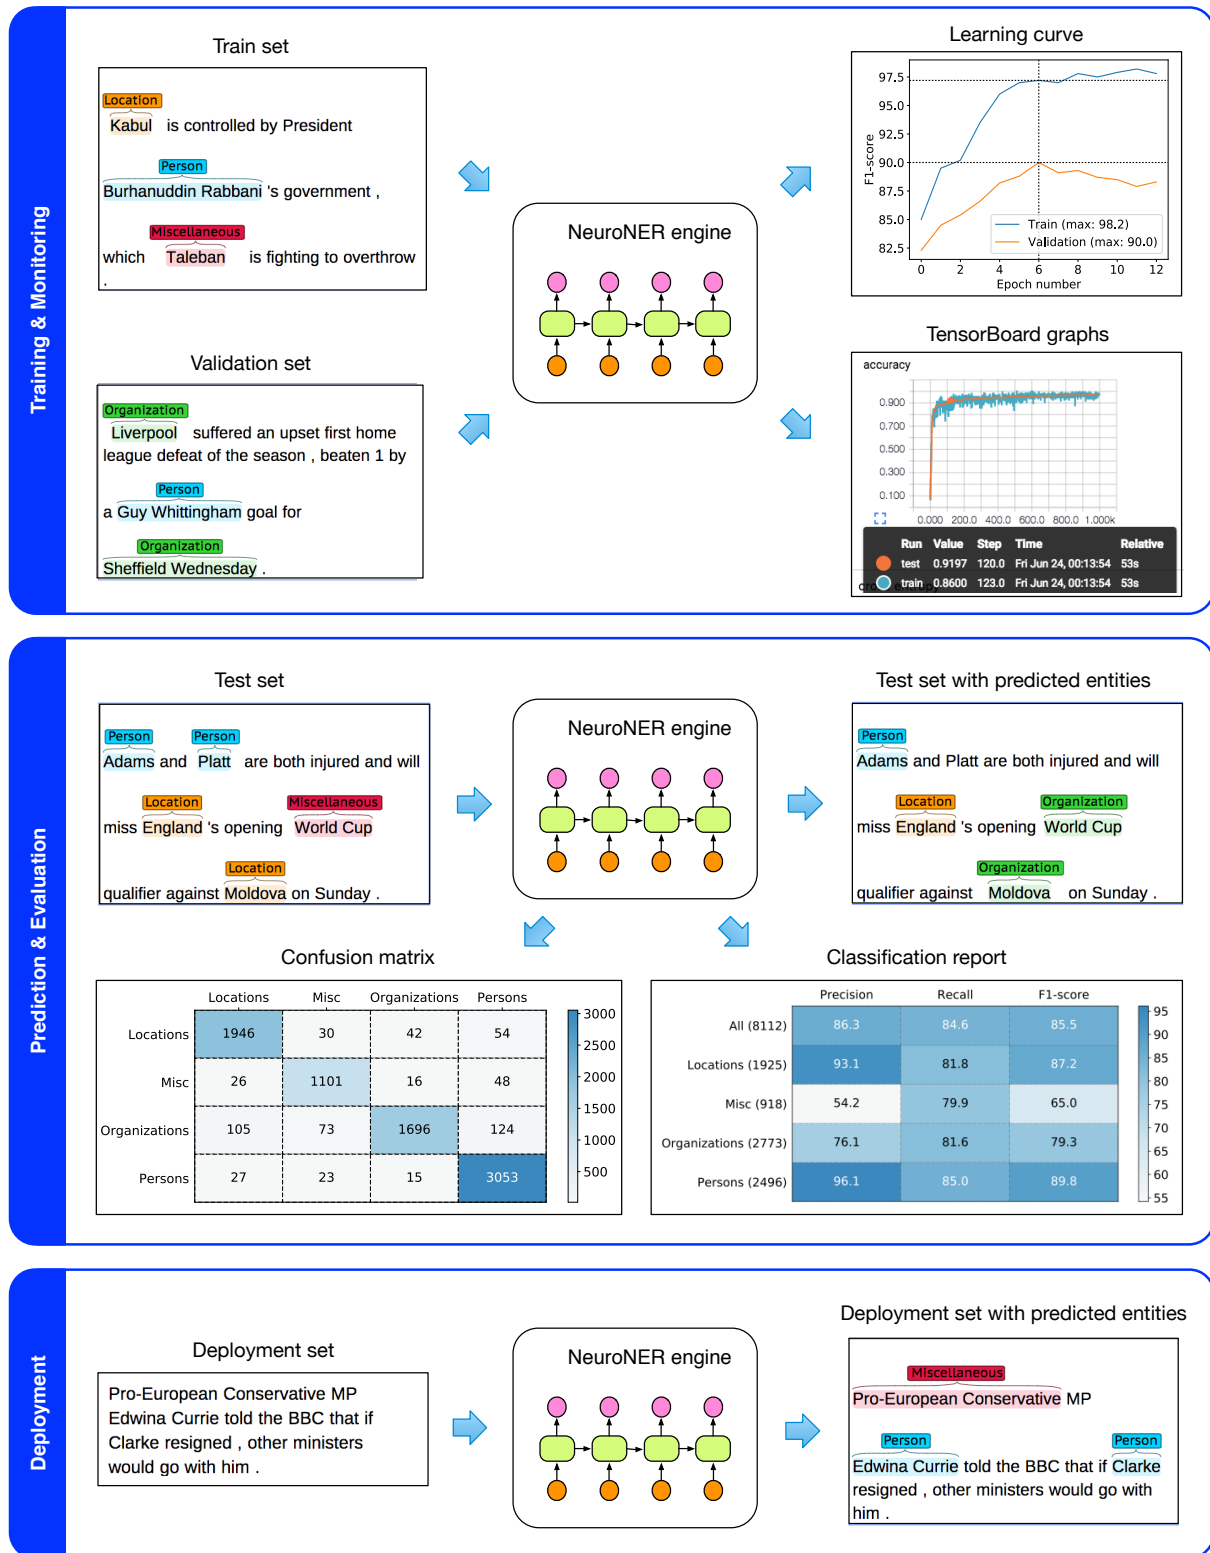 Training & Monitoring
Train set
Location
Kabul is controlled by President
Person
Burhanuddin Rabbani 's government ,
Miscellaneous
which Taleban is fighting to overthrow
.
Validation set
Organization
Liverpool suffered an upset first home
league defeat of the season , beaten 1 by
Person
a Guy Whittingham goal for
Organization
Sheffield Wednesday .
NeuroNER engine
Learning curve
F1-score
97.5
95.0
92.5
90.0
87.5
85.0
82.5
Train (max: 98.2)
Validation (max: 90.0)
0 2 4 6 8 10 12
Epoch number
TensorBoard graphs
accuracy
0.900
0.700
0.500
0.300
0.100
0.000 200.0 400.0 600.0 800.0 1.000k
Run Value Step Time Relative
test 0.9197 120.0 Fri Jun 24, 00:13:54 53s
train 0.8600 123.0 Fri Jun 24, 00:13:54 53s
Prediction & Evaluation
Test set
Person Person
Adams and Platt are both injured and will
Location Miscellaneous
miss England 's opening World Cup
Location
qualifier against Moldova on Sunday .
NeuroNER engine
Test set with predicted entities
Person
Adams and Platt are both injured and will
Location Organization
miss England 's opening World Cup
Organization
qualifier against Moldova on Sunday .
Confusion matrix
Locations Misc Organizations Persons
Locations 1946 30 42 54
Misc 26 1101 16 48
Organizations 105 73 1696 124
Persons 27 23 15 3053
3000
2500
2000
1500
1000
500
Classification report
Precision Recall F1-score
All (8112) 86.3 84.6 85.5
Locations (1925) 93.1 81.8 87.2
Misc (918) 54.2 79.9 65.0
Organizations (2773) 76.1 81.6 79.3
Persons (2496) 96.1 85.0 89.8
95
90
85
80
75
70
65
60
55
Deployment
Deployment set
Pro-European Conservative MP
Edwina Currie told the BBC that if
Clarke resigned , other ministers
would go with him .
NeuroNER engine
Deployment set with predicted entities
Miscellaneous
Pro-European Conservative MP
Person Person
Edwina Currie told the BBC that if Clarke
resigned , other ministers would go with
him .